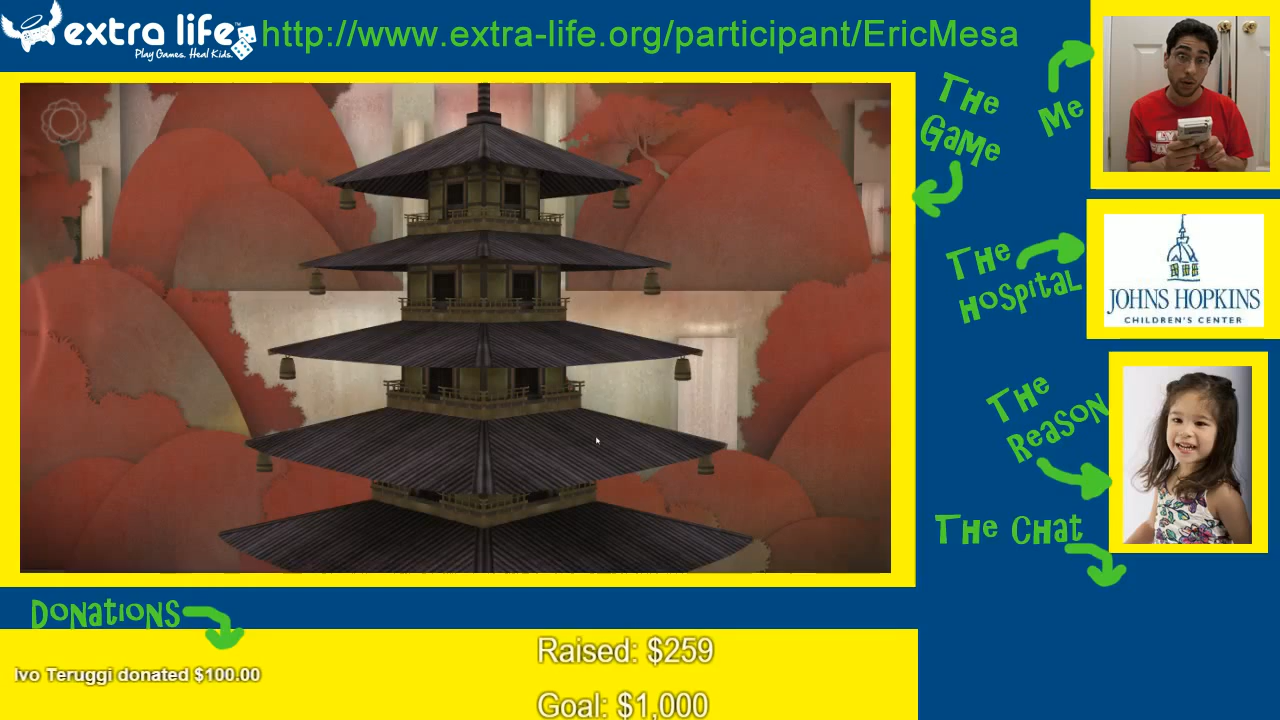 extra life
Play Games. Heal Kids.
http://www.extra-life.org/participant/EricMesa
The Game
Me
The Hospital
JOHNS HOPKINS
CHILDREN'S CENTER
The Reason
The Chat
Donations
Ivo Teruggi donated $100.00
Raised: $259
Goal: $1,000